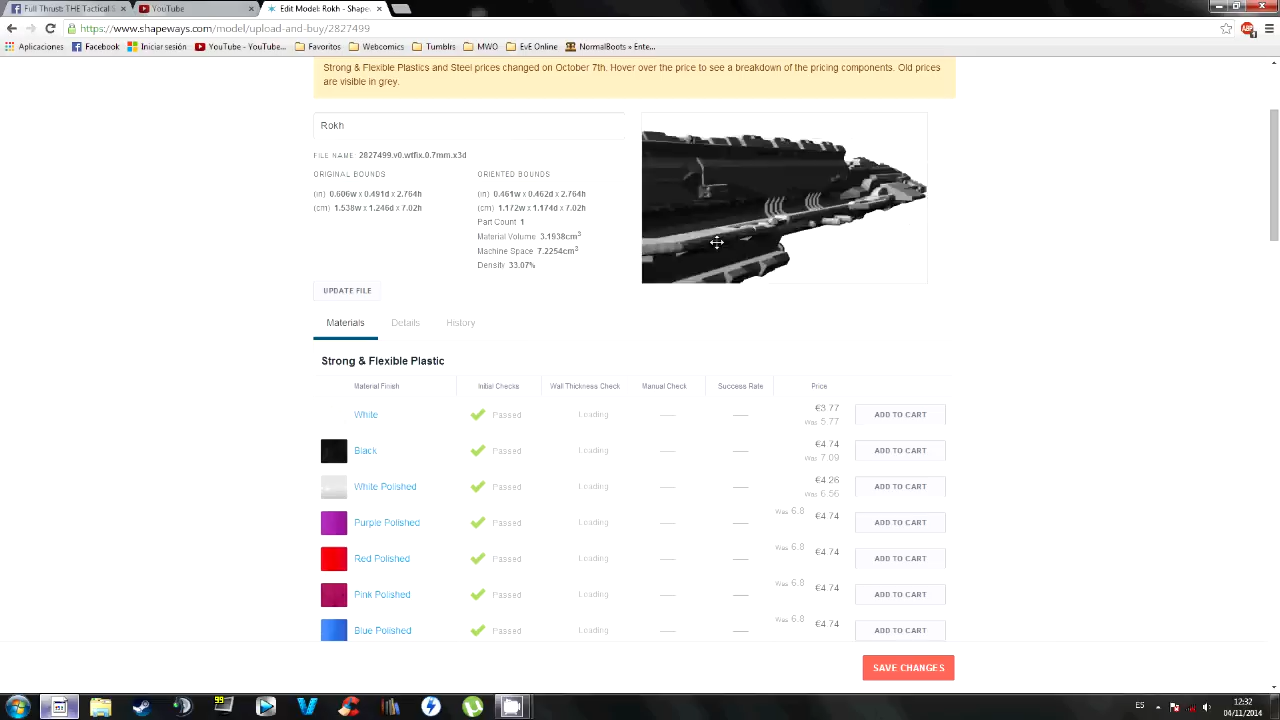 Full Thrust: THE Tactical S
YouTube
Edit Model: Rokh - Shape
https://www.shapeways.com/model/upload-and-buy/2827499
Aplicaciones
Facebook
Iniciar sesión
YouTube - YouTube...
Favoritos
Webcomics
Tumblrs
MWO
EvE Online
NormalBoots » Ente...
Strong & Flexible Plastics and Steel prices changed on October 7th. Hover over the price to see a breakdown of the pricing components. Old prices
are visible in grey.
Rokh
FILE NAME: 2827499.v0.wtfix.0.7mm.x3d
ORIGINAL BOUNDS
(in) 0.606w x 0.491d x 2.764h
(cm) 1.538w x 1.246d x 7.02h
ORIENTED BOUNDS
(in) 0.461w x 0.462d x 2.764h
(cm) 1.172w x 1.174d x 7.02h
Part Count 1
Material Volume 3.1938cm3
Machine Space 7.2254cm3
Density 33.07%
UPDATE FILE
Materials Details History
Strong & Flexible Plastic
Material Finish Initial Checks Wall Thickness Check Manual Check Success Rate Price
White Passed Loading €3.77 ADD TO CART
Was 5.77
Black Passed Loading €4.74 ADD TO CART
Was 7.09
White Polished Passed Loading €4.26 ADD TO CART
Was 6.56
Purple Polished Passed Loading Was 6.8 €4.74 ADD TO CART
Red Polished Passed Loading Was 6.8 €4.74 ADD TO CART
Pink Polished Passed Loading Was 6.8 €4.74 ADD TO CART
Blue Polished Passed Loading Was 6.8 €4.74 ADD TO CART
SAVE CHANGES
99
ES
12:32
04/11/2014